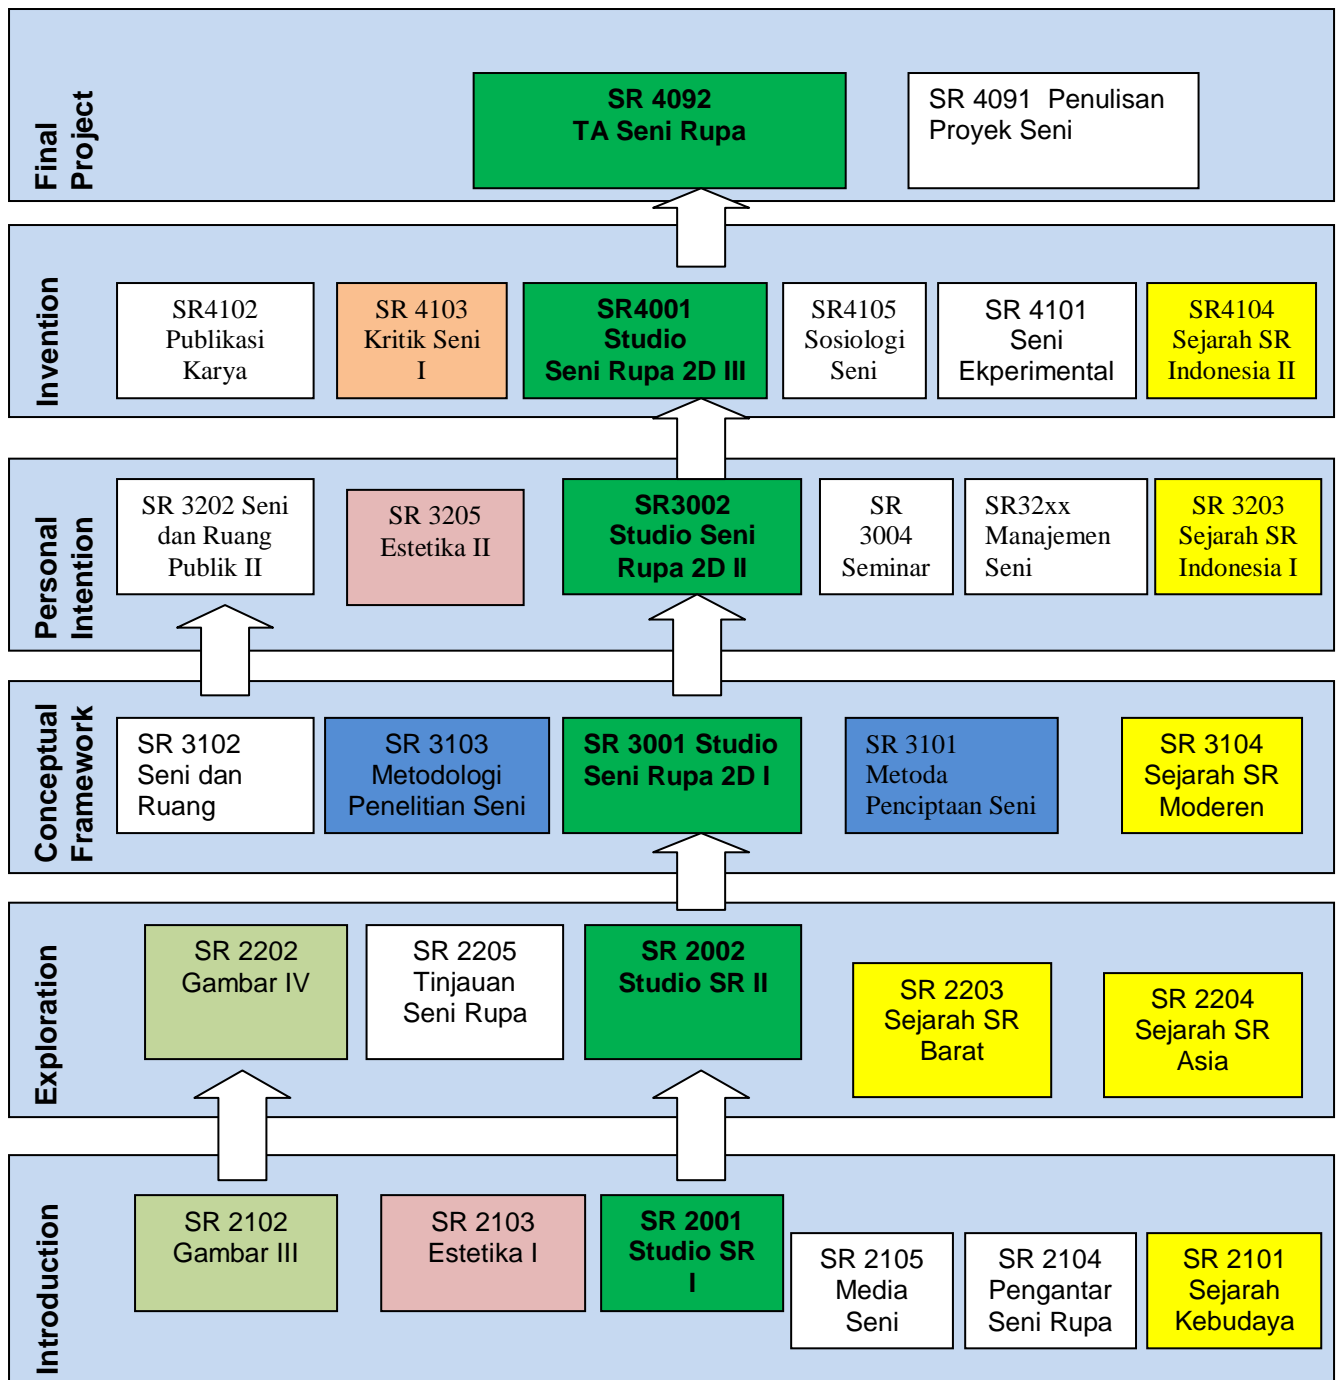 Final
Project
SR 4092
TA Seni Rupa
SR 4091 Penulisan
Proyek Seni
Invention
SR4102
Publikasi
Karya
SR 4103
Kritik Seni
I
SR4001
Studio
Seni Rupa 2D III
SR4105
Sosiologi
Seni
SR 4101
Seni
Ekperimental
SR4104
Sejarah SR
Indonesia II
Personal
Intention
SR 3202 Seni
dan Ruang
Publik II
SR 3205
Estetika II
SR3002
Studio Seni
Rupa 2D II
SR
3004
Seminar
SR32xx
Manajemen
Seni
SR 3203
Sejarah SR
Indonesia I
Conceptual
Framework
SR 3102
Seni dan
Ruang
SR 3103
Metodologi
Penelitian Seni
SR 3001 Studio
Seni Rupa 2D I
SR 3101
Metoda
Penciptaan Seni
SR 3104
Sejarah SR
Moderen
Exploration
SR 2202
Gambar IV
SR 2205
Tinjauan
Seni Rupa
SR 2002
Studio SR II
SR 2203
Sejarah SR
Barat
SR 2204
Sejarah SR
Asia
Introduction
SR 2102
Gambar III
SR 2103
Estetika I
SR 2001
Studio SR
I
SR 2105
Media
Seni
SR 2104
Pengantar
Seni Rupa
SR 2101
Sejarah
Kebudaya